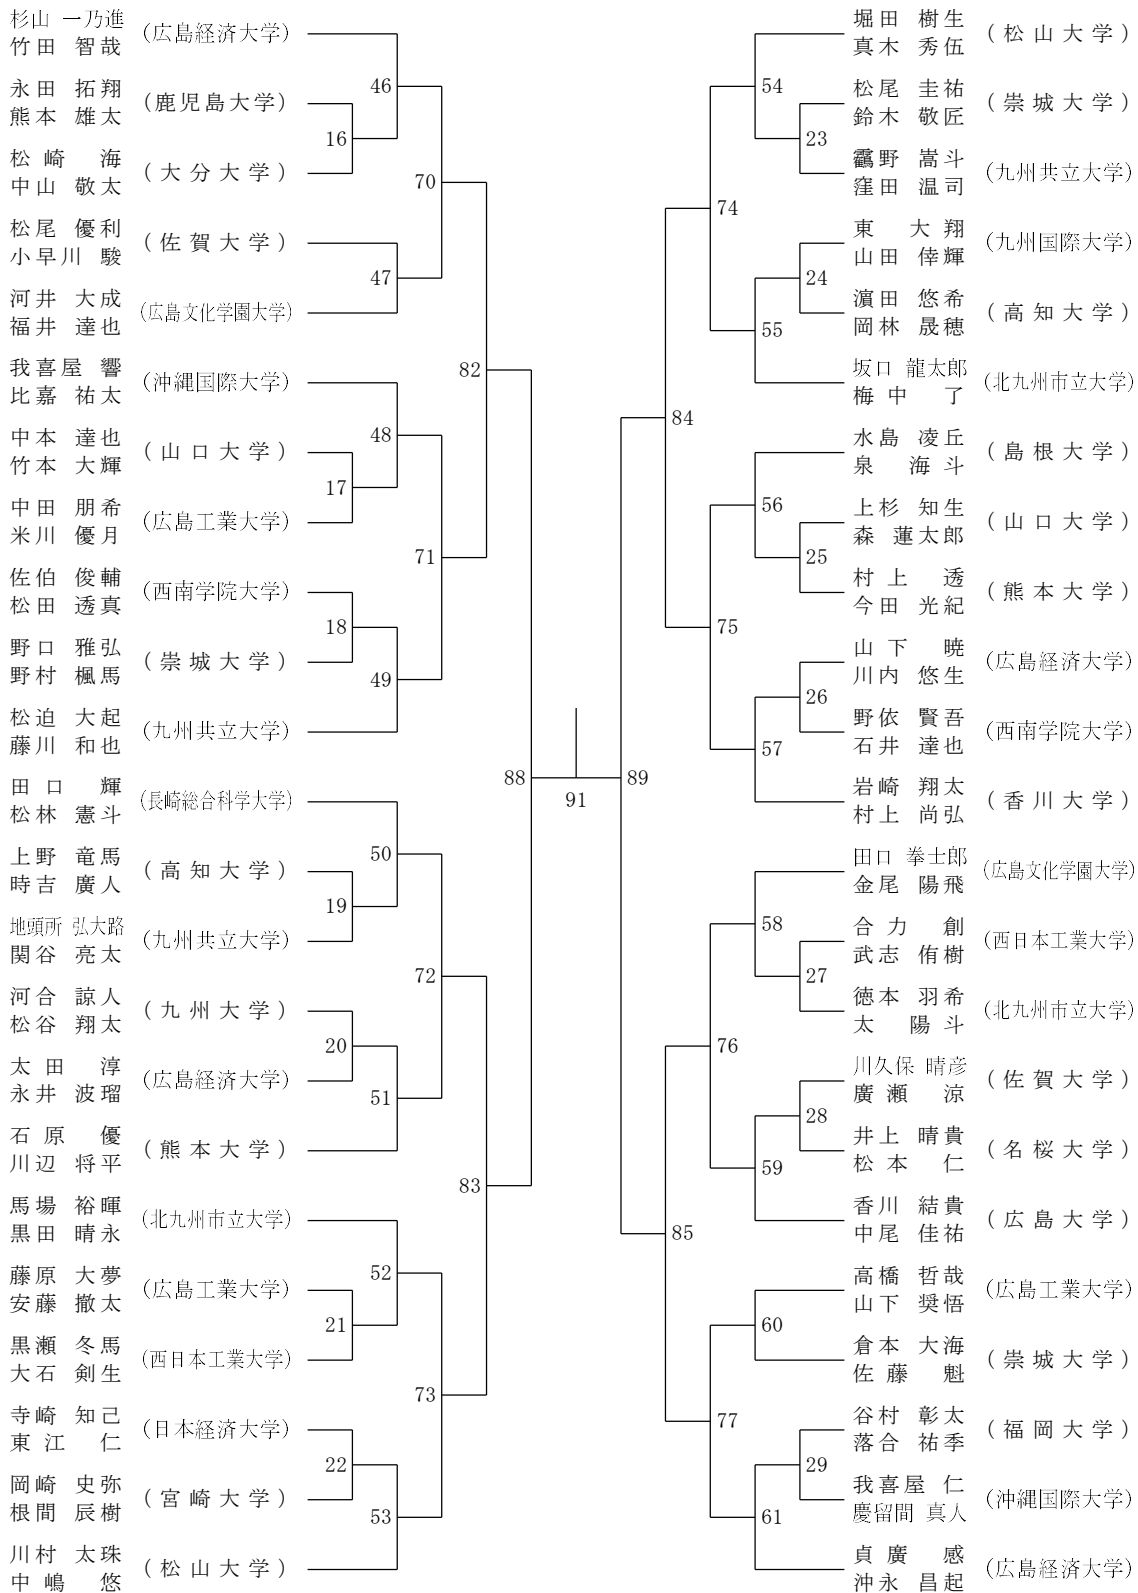 杉山 一乃進
竹田 智哉
(広島経済大学)
永田 拓翔
熊本 雄太
(鹿児島大学)
松崎 海
中山 敬太
(大分大学)
松尾 優利
小早川 駿
(佐賀大学)
河井 大成
福井 達也
(広島文化学園大学)
我喜屋 響
比嘉 祐太
(沖縄国際大学)
中本 達也
竹本 大輝
(山口大学)
中田 朋希
米川 優月
(広島工業大学)
佐伯 俊輔
松田 透真
(西南学院大学)
野口 雅弘
野村 楓馬
(崇城大学)
松迫 大起
藤川 和也
(九州共立大学)
田口 輝
松林 憲斗
(長崎総合科学大学)
上野 竜馬
時吉 廣人
(高知大学)
地頭所 弘大路
関谷 亮太
(九州共立大学)
河合 諒人
松谷 翔太
(九州大学)
太田 淳
永井 波瑠
(広島経済大学)
石原 優
川辺 将平
(熊本大学)
馬場 裕暉
黒田 晴永
(北九州市立大学)
藤原 大夢
安藤 撤太
(広島工業大学)
黒瀬 冬馬
大石 剣生
(西日本工業大学)
寺崎 知己
東江 仁
(日本経済大学)
岡崎 史弥
根間 辰樹
(宮崎大学)
川村 太珠
中嶋 悠
(松山大学)
46
16
70
47
82
48
17
71
18
49
88
50
19
72
20
51
83
52
21
73
22
53
91
89
54
23
74
24
55
84
56
25
75
26
57
58
27
76
28
59
85
60
77
29
61
堀田 樹生
真木 秀伍
(松山大学)
松尾 圭祐
鈴木 敬匠
(崇城大学)
靏野 嵩斗
窪田 温司
(九州共立大学)
東 大翔
山田 倖輝
(九州国際大学)
濵田 悠希
岡林 晟穂
(高知大学)
坂口 龍太郎
梅中 了
(北九州市立大学)
水島 凌丘
泉 海斗
(島根大学)
上杉 知生
森 蓮太郎
(山口大学)
村上 透
今田 光紀
(熊本大学)
山下 暁
川内 悠生
(広島経済大学)
野依 賢吾
石井 達也
(西南学院大学)
岩崎 翔太
村上 尚弘
(香川大学)
田口 拳士郎
金尾 陽飛
(広島文化学園大学)
合力 創
武志 侑樹
(西日本工業大学)
徳本 羽希
太 陽斗
(北九州市立大学)
川久保 晴彦
廣瀬 涼
(佐賀大学)
井上 晴貴
松本 仁
(名桜大学)
香川 結貴
中尾 佳祐
(広島大学)
高橋 哲哉
山下 奨悟
(広島工業大学)
倉本 大海
佐藤 魁
(崇城大学)
谷村 彰太
落合 祐季
(福岡大学)
我喜屋 仁
慶留間 真人
(沖縄国際大学)
貞廣 感
沖永 昌起
(広島経済大学)